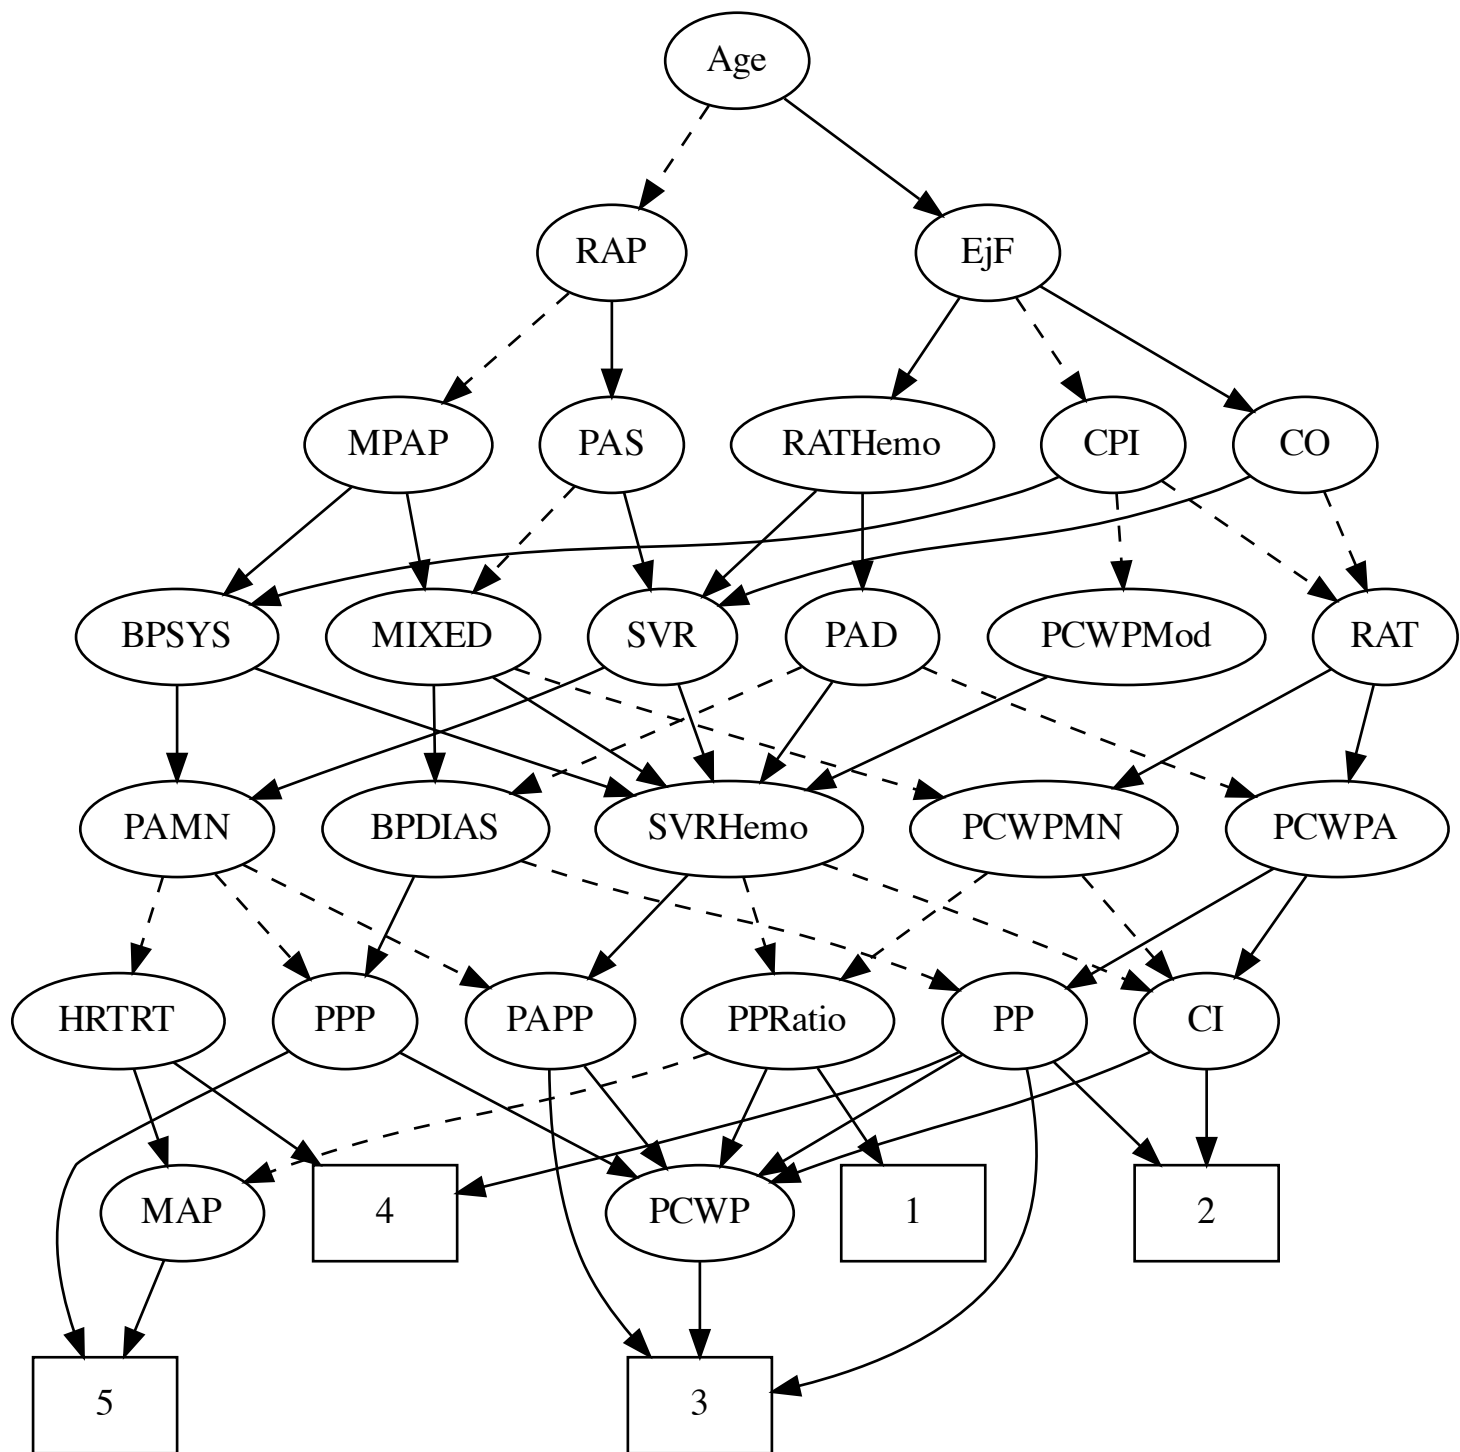 Age
RAP
EjF
MPAP
PAS
RATHemo
CPI
CO
BPSYS
MIXED
SVR
PAD
PCWPMod
RAT
PAMN
BPDIAS
SVRHemo
PCWPMN
PCWPA
HRTRT
PPP
PAPP
PPRatio
PP
CI
MAP
4
PCWP
1
2
5
3